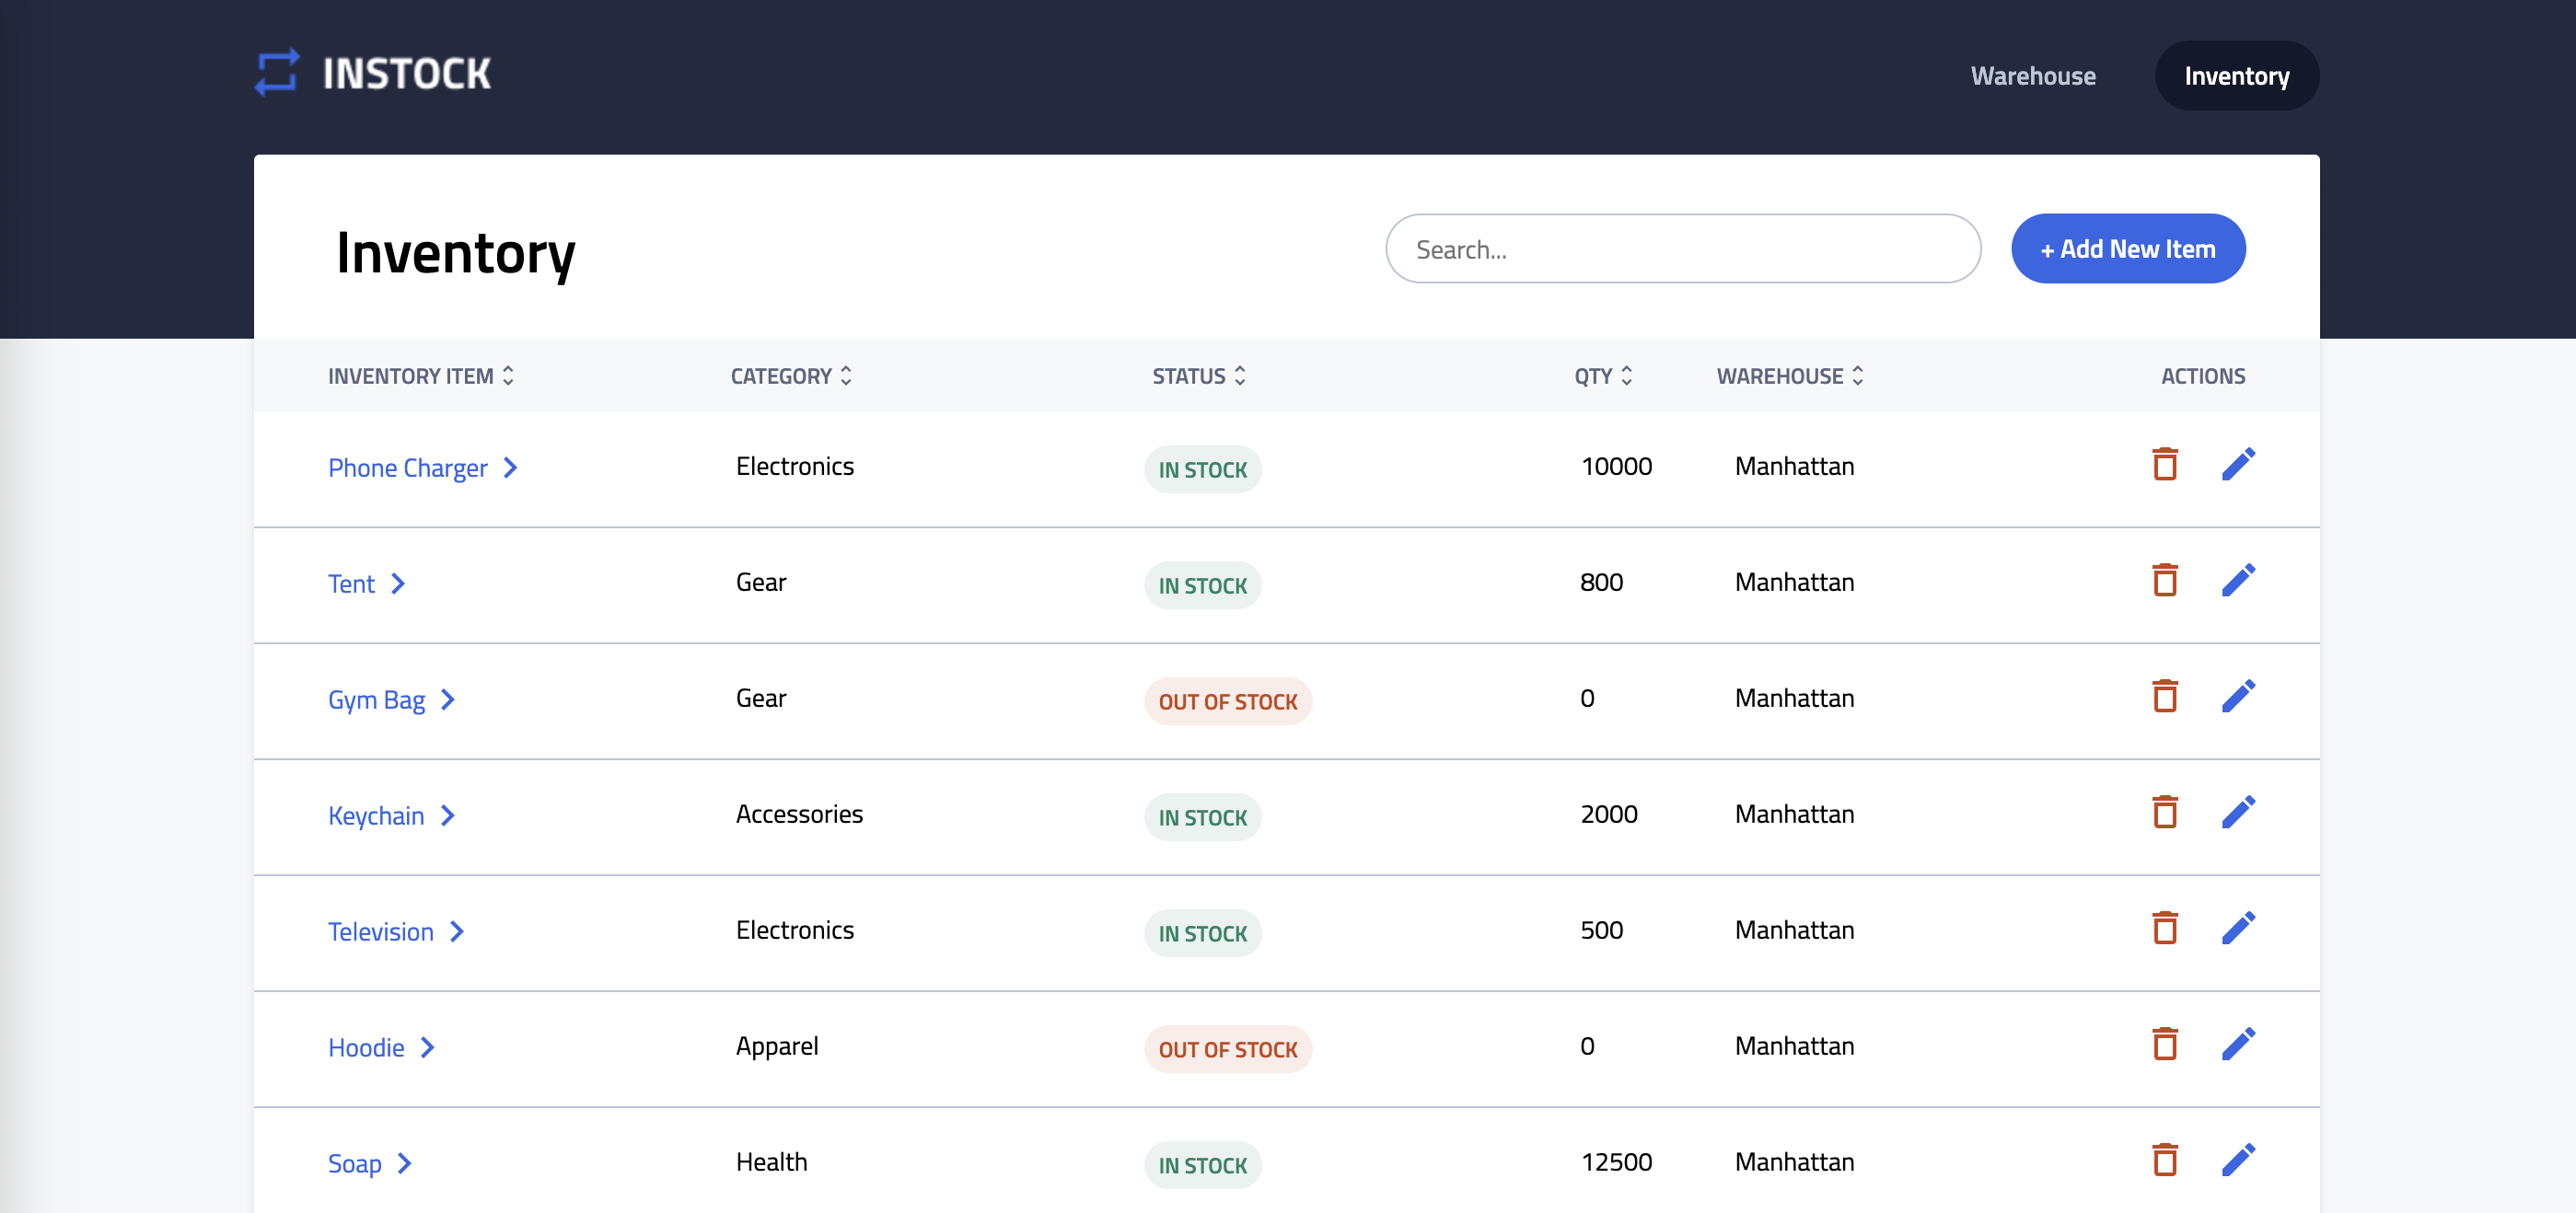 INSTOCK
Warehouse
Inventory
Inventory
Search...
+ Add New Item
INVENTORY ITEM CATEGORY STATUS QTY WAREHOUSE ACTIONS
Phone Charger Electronics IN STOCK 10000 Manhattan
Tent Gear IN STOCK 800 Manhattan
Gym Bag Gear OUT OF STOCK 0 Manhattan
Keychain Accessories IN STOCK 2000 Manhattan
Television Electronics IN STOCK 500 Manhattan
Hoodie Apparel OUT OF STOCK 0 Manhattan
Soap Health IN STOCK 12500 Manhattan